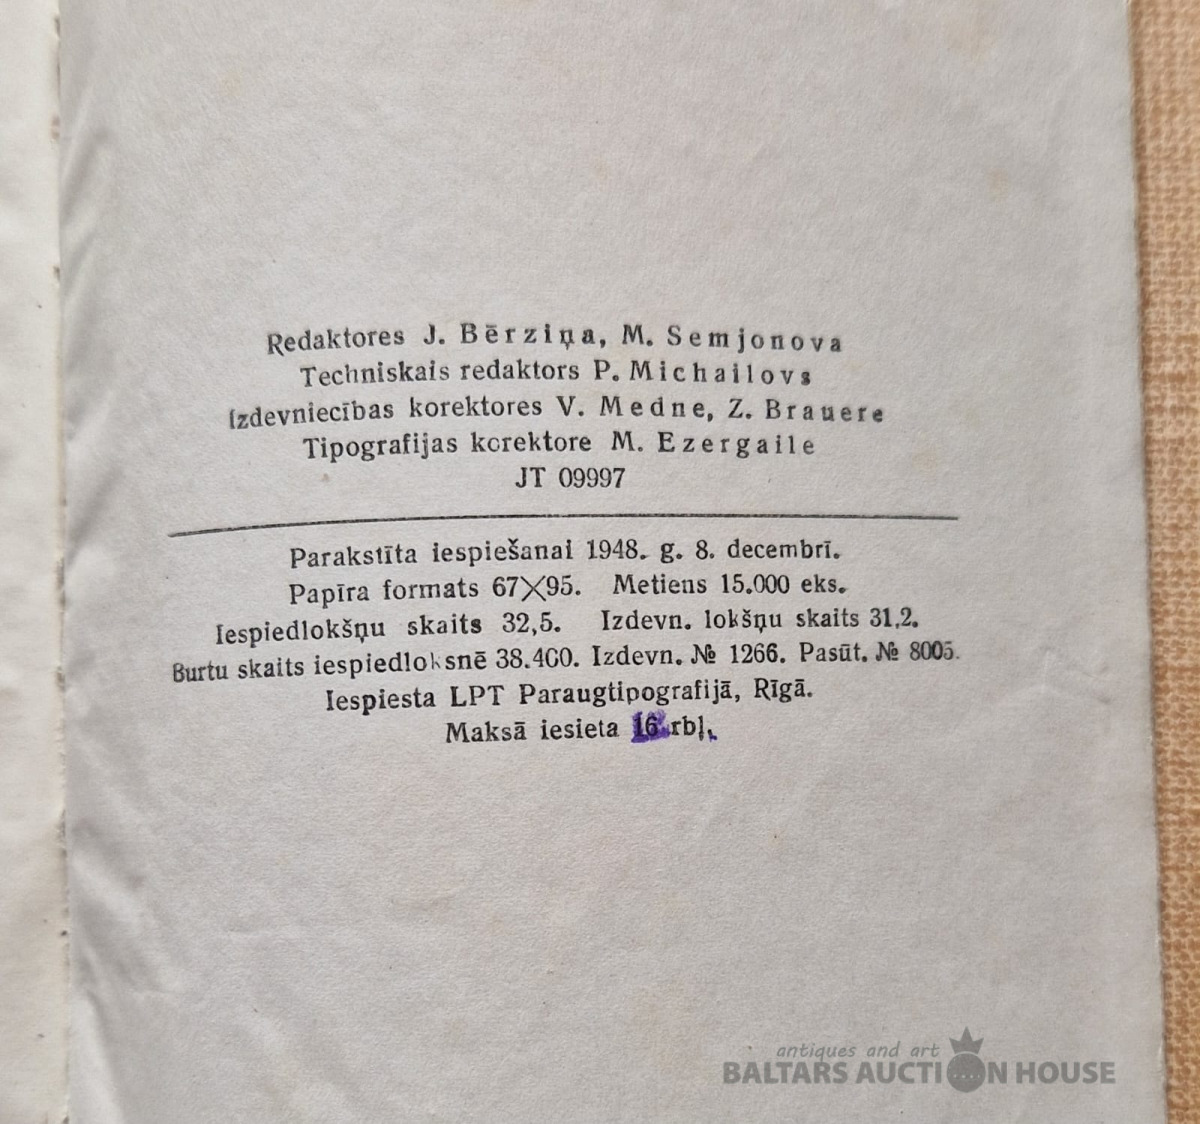 Redaktores J. Bērziņa, M. Semjonova
Techniskais redaktors P. Michailovs
Izdevniecības korektores V. Medne, Z. Brauere
Tipografijas korektore M. Ezergaile
JT 09997
Parakstīta iespiešanai 1948. g. 8. decembrī.
Papīra formats 67×95. Metiens 15.000 eks.
Iespiedlokšņu skaits 32,5. Izdevn. lokšņu skaits 31,2.
Burtu skaits iespiedloksnē 38.400. Izdevn. № 1266. Pasūt. № 8005.
Iespiesta LPT Paraugtipografijā, Rīgā.
Maksā iesieta 16 rbļ.
antiques and art
BALTARS AUCTION HOUSE